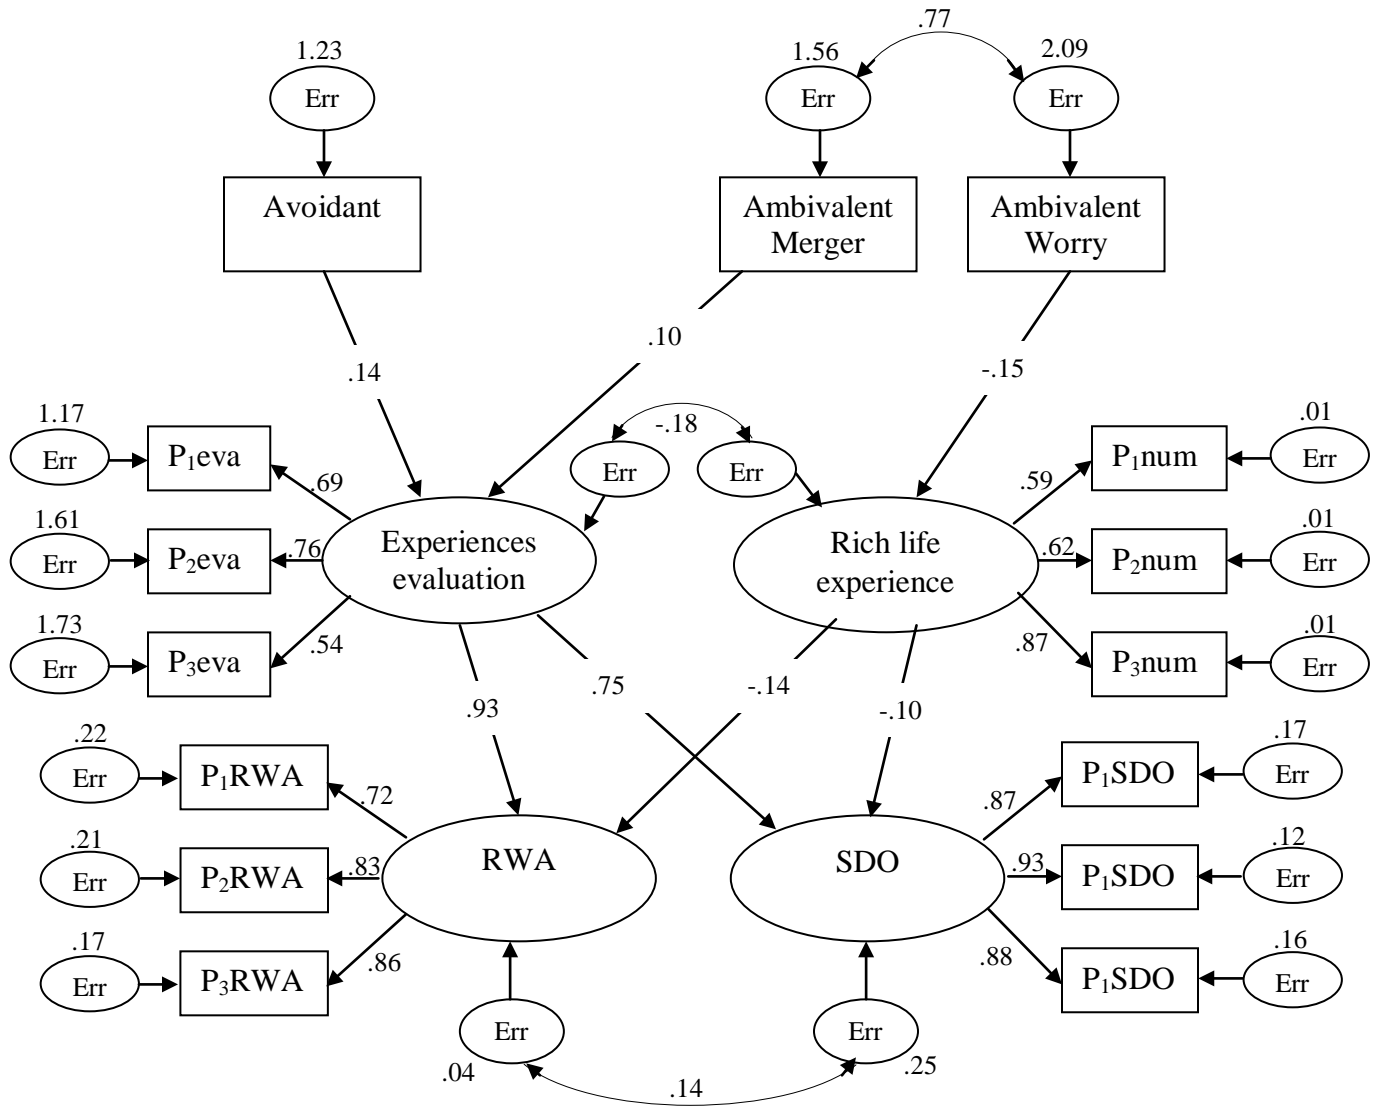 .77
1.23
1.56
2.09
Err
Err
Err
Avoidant
Ambivalent
Merger
Ambivalent
Worry
.10
.14
-.15
1.17
-.18
.01
Err
P₁eva
Err
Err
P₁num
Err
.69
.59
1.61
.01
Err
P₂eva
.76
Experiences
evaluation
Rich life
experience
.62
P₂num
Err
1.73
.01
Err
P₃eva
.54
.87
P₃num
Err
.75
-.14
.93
-.10
.22
.17
Err
P₁RWA
.72
.87
P₁SDO
Err
.21
.12
Err
P₂RWA
.83
RWA
SDO
.93
P₁SDO
Err
.17
.16
Err
P₃RWA
.86
.88
P₁SDO
Err
Err
Err
.04
.14
.25